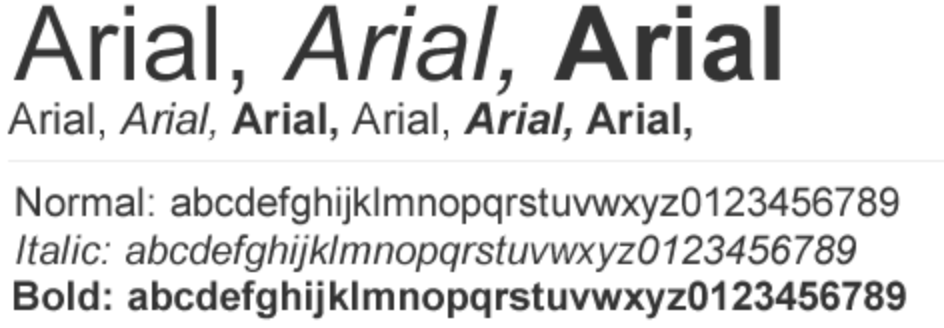 Arial, Arial, Arial
Arial, Arial, Arial, Arial, Arial, Arial,
Normal: abcdefghijklmnopqrstuvwxyz0123456789
Italic: abcdefghijklmnopqrstuvwxyz0123456789
Bold: abcdefghijklmnopqrstuvwxyz0123456789